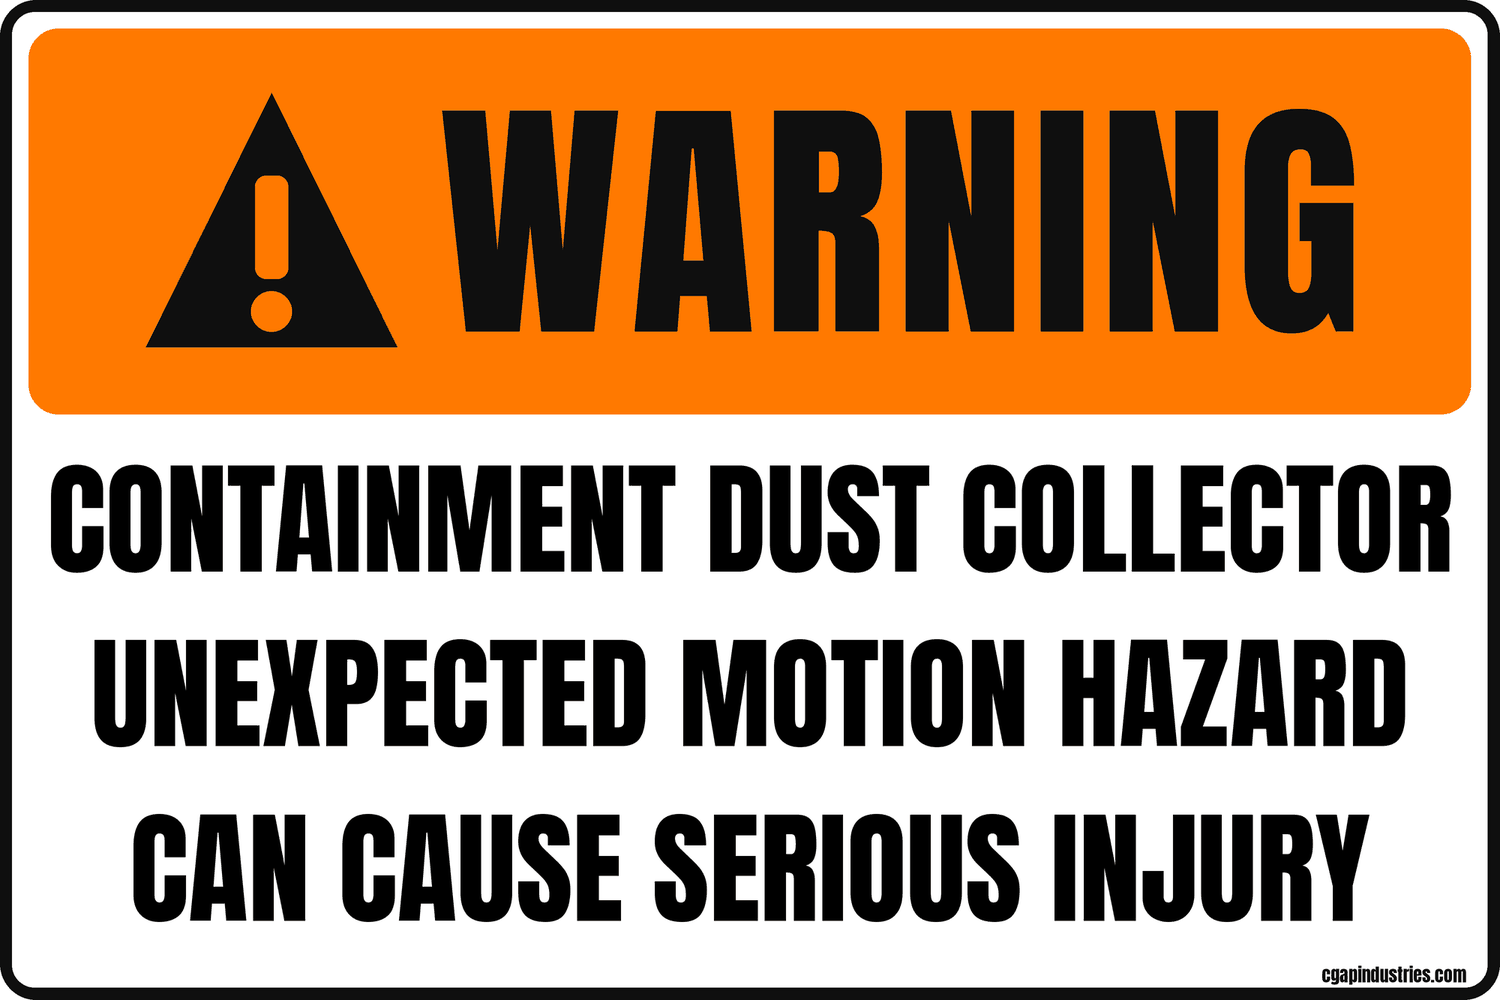 WARNING
CONTAINMENT DUST COLLECTOR
UNEXPECTED MOTION HAZARD
CAN CAUSE SERIOUS INJURY
cgapindustries.com